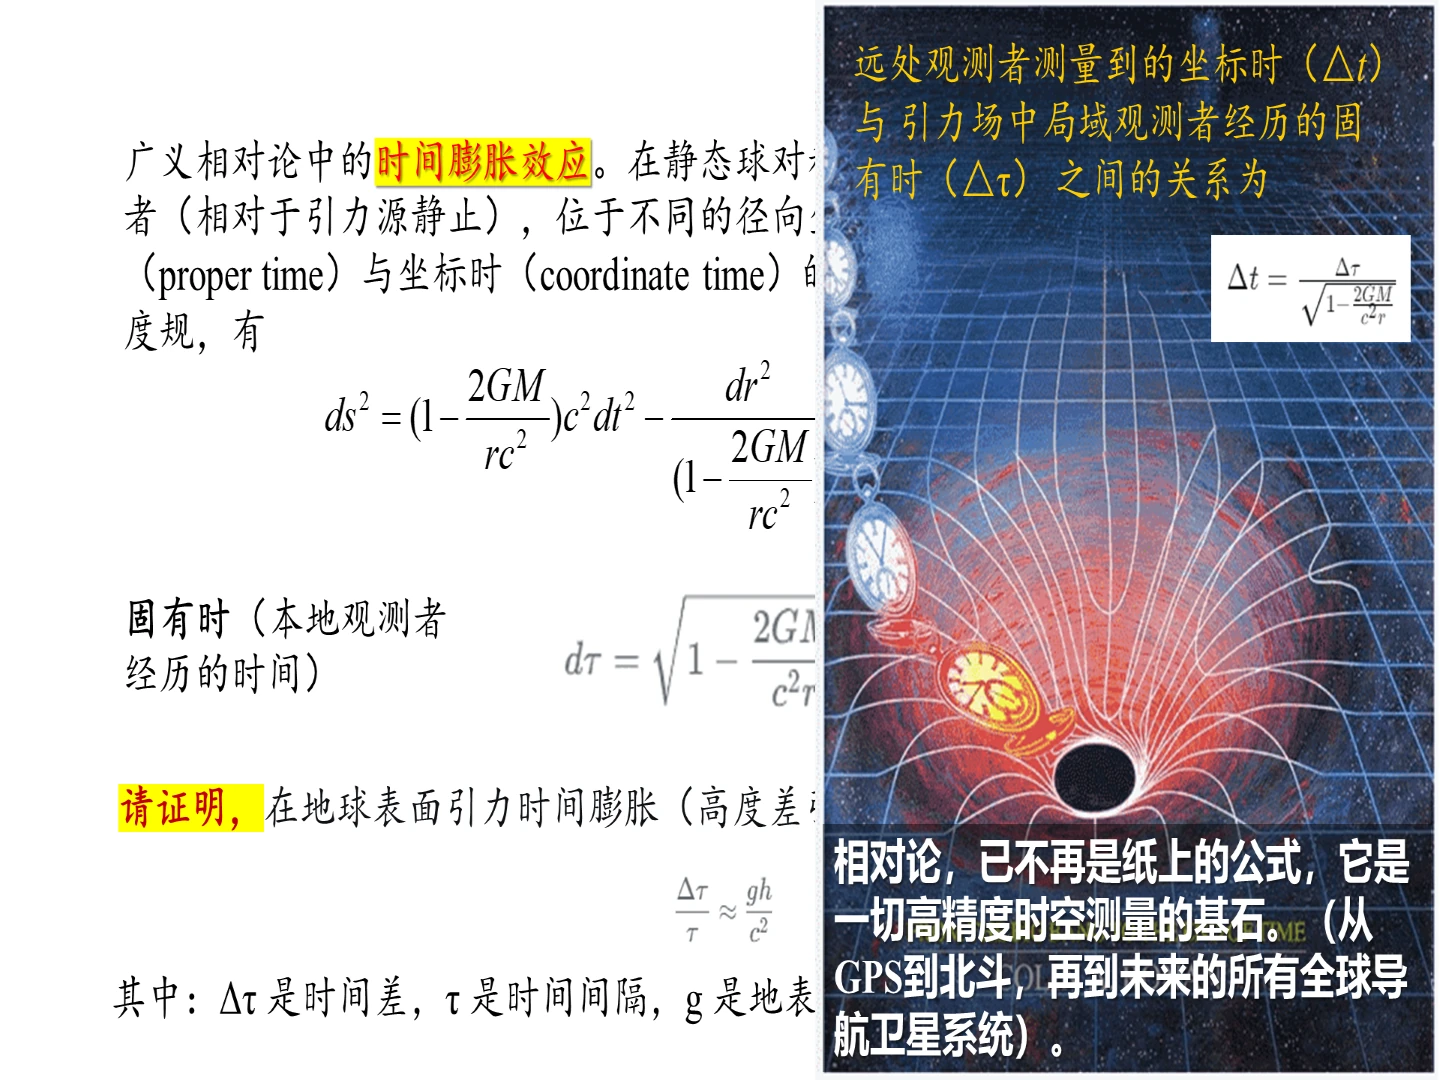 广义相对论中的时间膨胀效应。在静态球对
者（相对于引力源静止），位于不同的径向
（proper time）与坐标时（coordinate time）的
度规，有
ds² = (1 − 2GM/rc²)c²dt² − dr²/(1 − 2GM/rc²
固有时（本地观测者
经历的时间）
dτ = √1 − 2GM/c²r
请证明，在地球表面引力时间膨胀（高度差引
Δτ/τ ≈ gh/c²
其中：Δτ 是时间差，τ 是时间间隔，g 是地表
远处观测者测量到的坐标时（△t）
与 引力场中局域观测者经历的固
有时（△τ） 之间的关系为
Δt = Δτ/√1−2GM/c²r
相对论，已不再是纸上的公式，它是
一切高精度时空测量的基石。（从
GPS到北斗，再到未来的所有全球导
航卫星系统）。